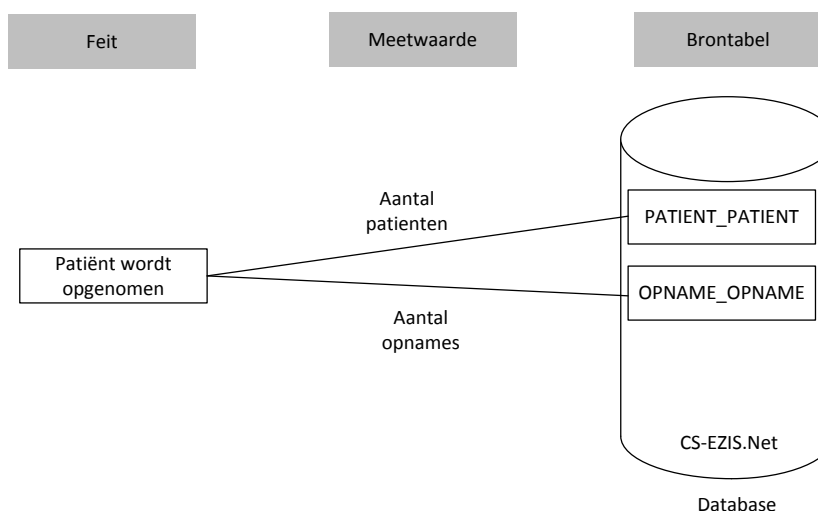 Feit
Meetwaarde
Brontabel
Aantal
patienten
PATIENT_PATIENT
Patiënt wordt
opgenomen
OPNAME_OPNAME
Aantal
opnames
CS-EZIS.Net
Database